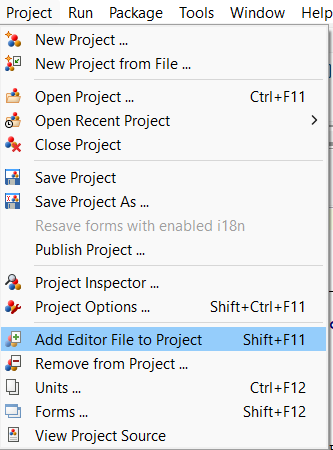 Project Run Package Tools Window Help
New Project ...
New Project from File ...
Open Project ... Ctrl+F11
Open Recent Project
Close Project
Save Project
Save Project As ...
Resave forms with enabled i18n
Publish Project ...
Project Inspector ...
Project Options ... Shift+Ctrl+F11
Add Editor File to Project Shift+F11
Remove from Project ...
Units ... Ctrl+F12
Forms ... Shift+F12
View Project Source